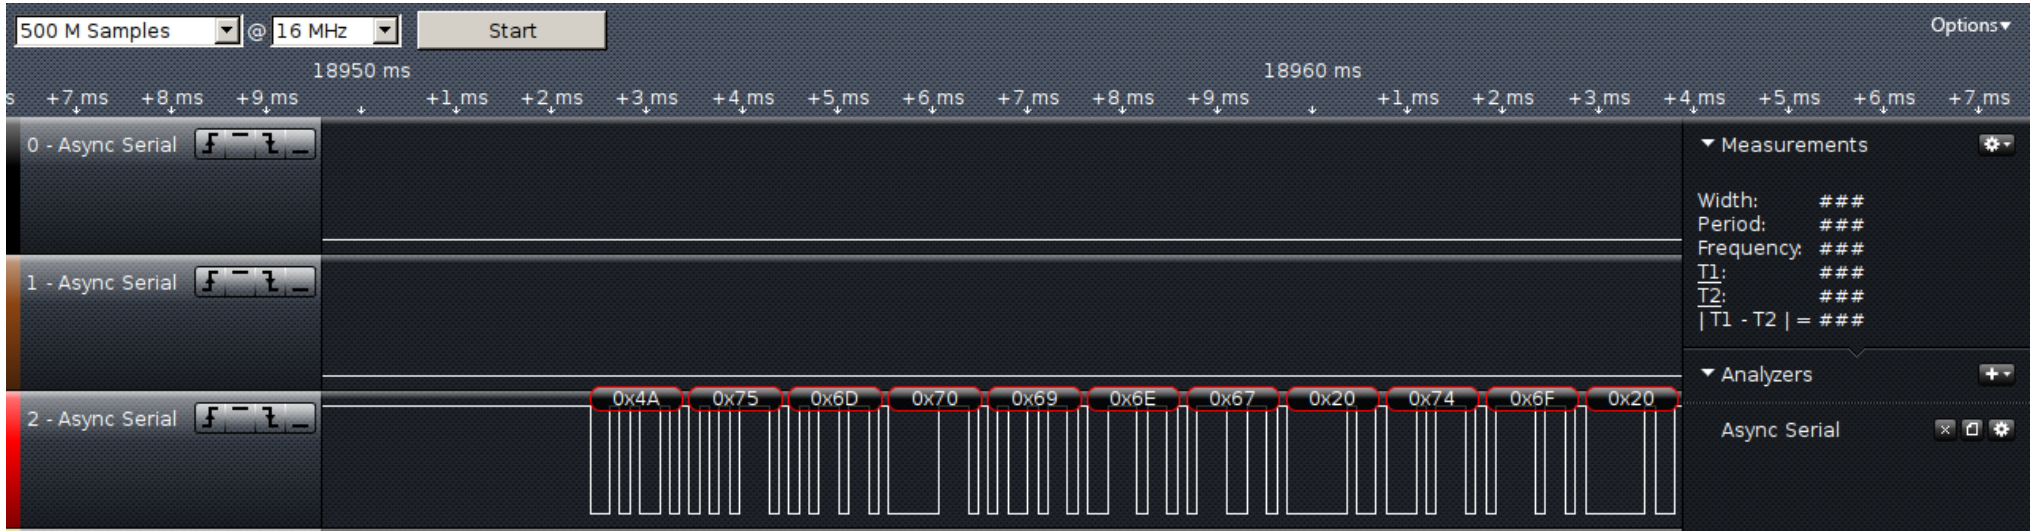 500 M Samples @ 16 MHz Start Options▾
18950 ms 18960 ms
s +7 ms +8 ms +9 ms +1 ms +2 ms +3 ms +4 ms +5 ms +6 ms +7 ms +8 ms +9 ms +1 ms +2 ms +3 ms +4 ms +5 ms +6 ms +7 ms
0 - Async Serial
▼ Measurements
Width: ###
Period: ###
Frequency: ###
1 - Async Serial
T1: ###
T2: ###
| T1 - T2 | = ###
▼ Analyzers
0x4A 0x75 0x6D 0x70 0x69 0x6E 0x67 0x20 0x74 0x6F 0x20
2 - Async Serial
Async Serial